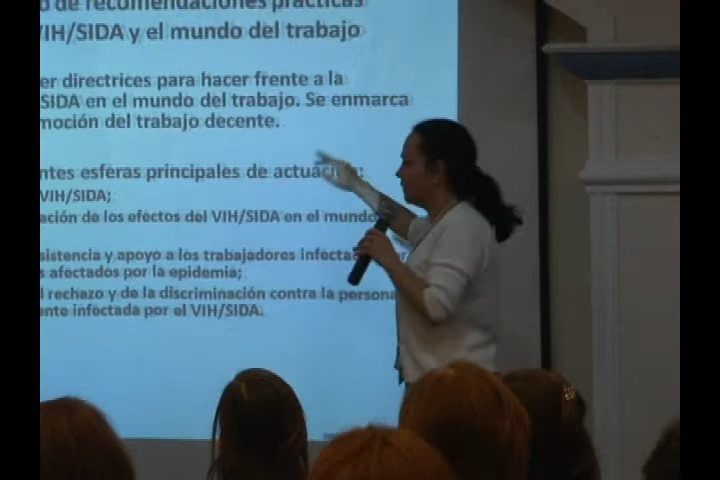 de recomendaciones prácticas
VIH/SIDA y el mundo del trabajo
er directrices para hacer frente a la
SIDA en el mundo del trabajo. Se enmarca
moción del trabajo decente.
ntes esferas principales de actuación:
VIH/SIDA;
ación de los efectos del VIH/SIDA en el mundo
sistencia y apoyo a los trabajadores infecta
s afectados por la epidemia;
l rechazo y de la discriminación contra la persona
nte infectada por el VIH/SIDA.